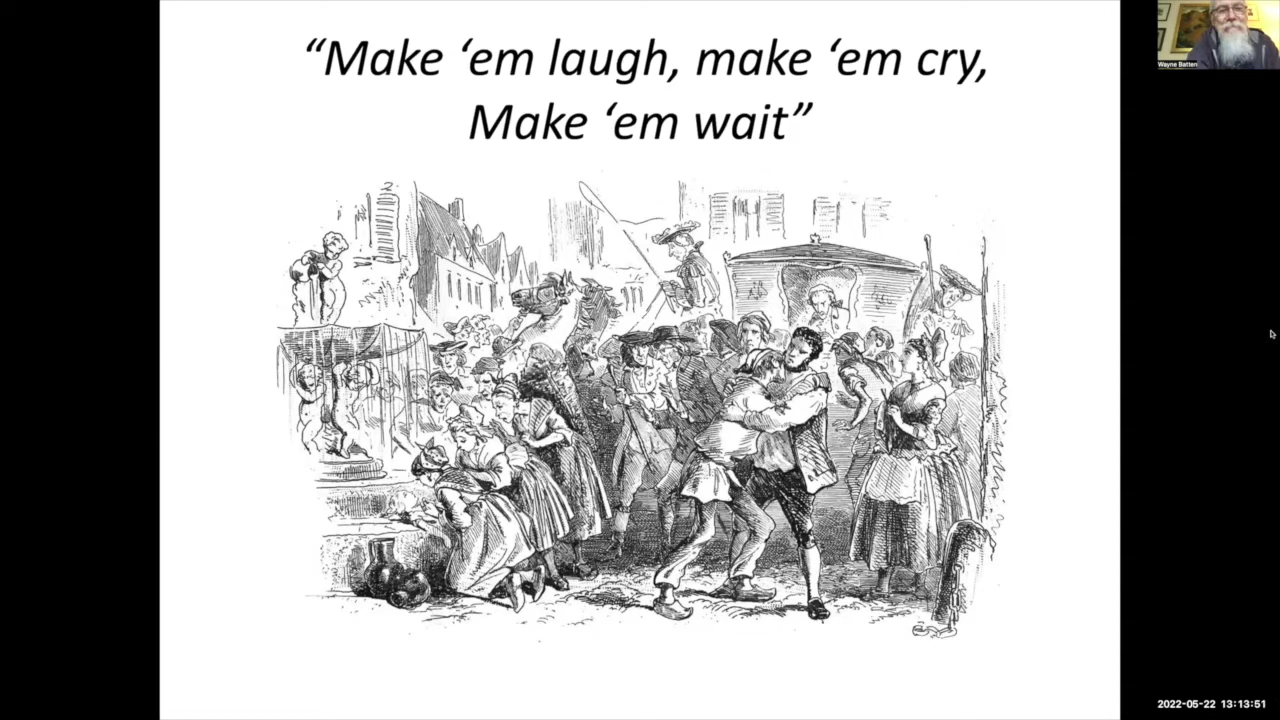 “Make ‘em laugh, make ‘em cry,
Make ‘em wait”
Wayne Batten
2022-05-22 13:13:51